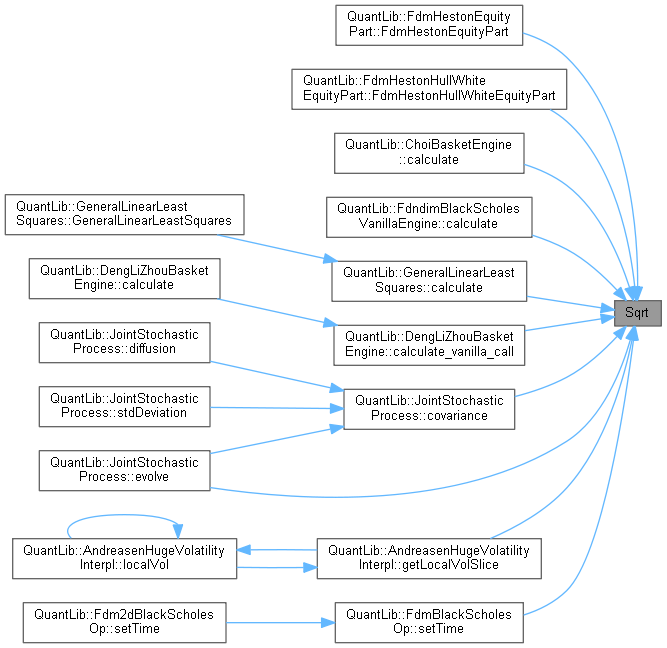 QuantLib::FdmHestonEquity
Part::FdmHestonEquityPart
QuantLib::FdmHestonHullWhite
EquityPart::FdmHestonHullWhiteEquityPart
QuantLib::ChoiBasketEngine
::calculate
QuantLib::GeneralLinearLeast
Squares::GeneralLinearLeastSquares
QuantLib::FdndimBlackScholes
VanillaEngine::calculate
QuantLib::DengLiZhouBasket
Engine::calculate
QuantLib::GeneralLinearLeast
Squares::calculate
Sqrt
QuantLib::JointStochastic
Process::diffusion
QuantLib::DengLiZhouBasket
Engine::calculate_vanilla_call
QuantLib::JointStochastic
Process::stdDeviation
QuantLib::JointStochastic
Process::covariance
QuantLib::JointStochastic
Process::evolve
QuantLib::AndreasenHugeVolatility
Interpl::localVol
QuantLib::AndreasenHugeVolatility
Interpl::getLocalVolSlice
QuantLib::Fdm2dBlackScholes
Op::setTime
QuantLib::FdmBlackScholes
Op::setTime